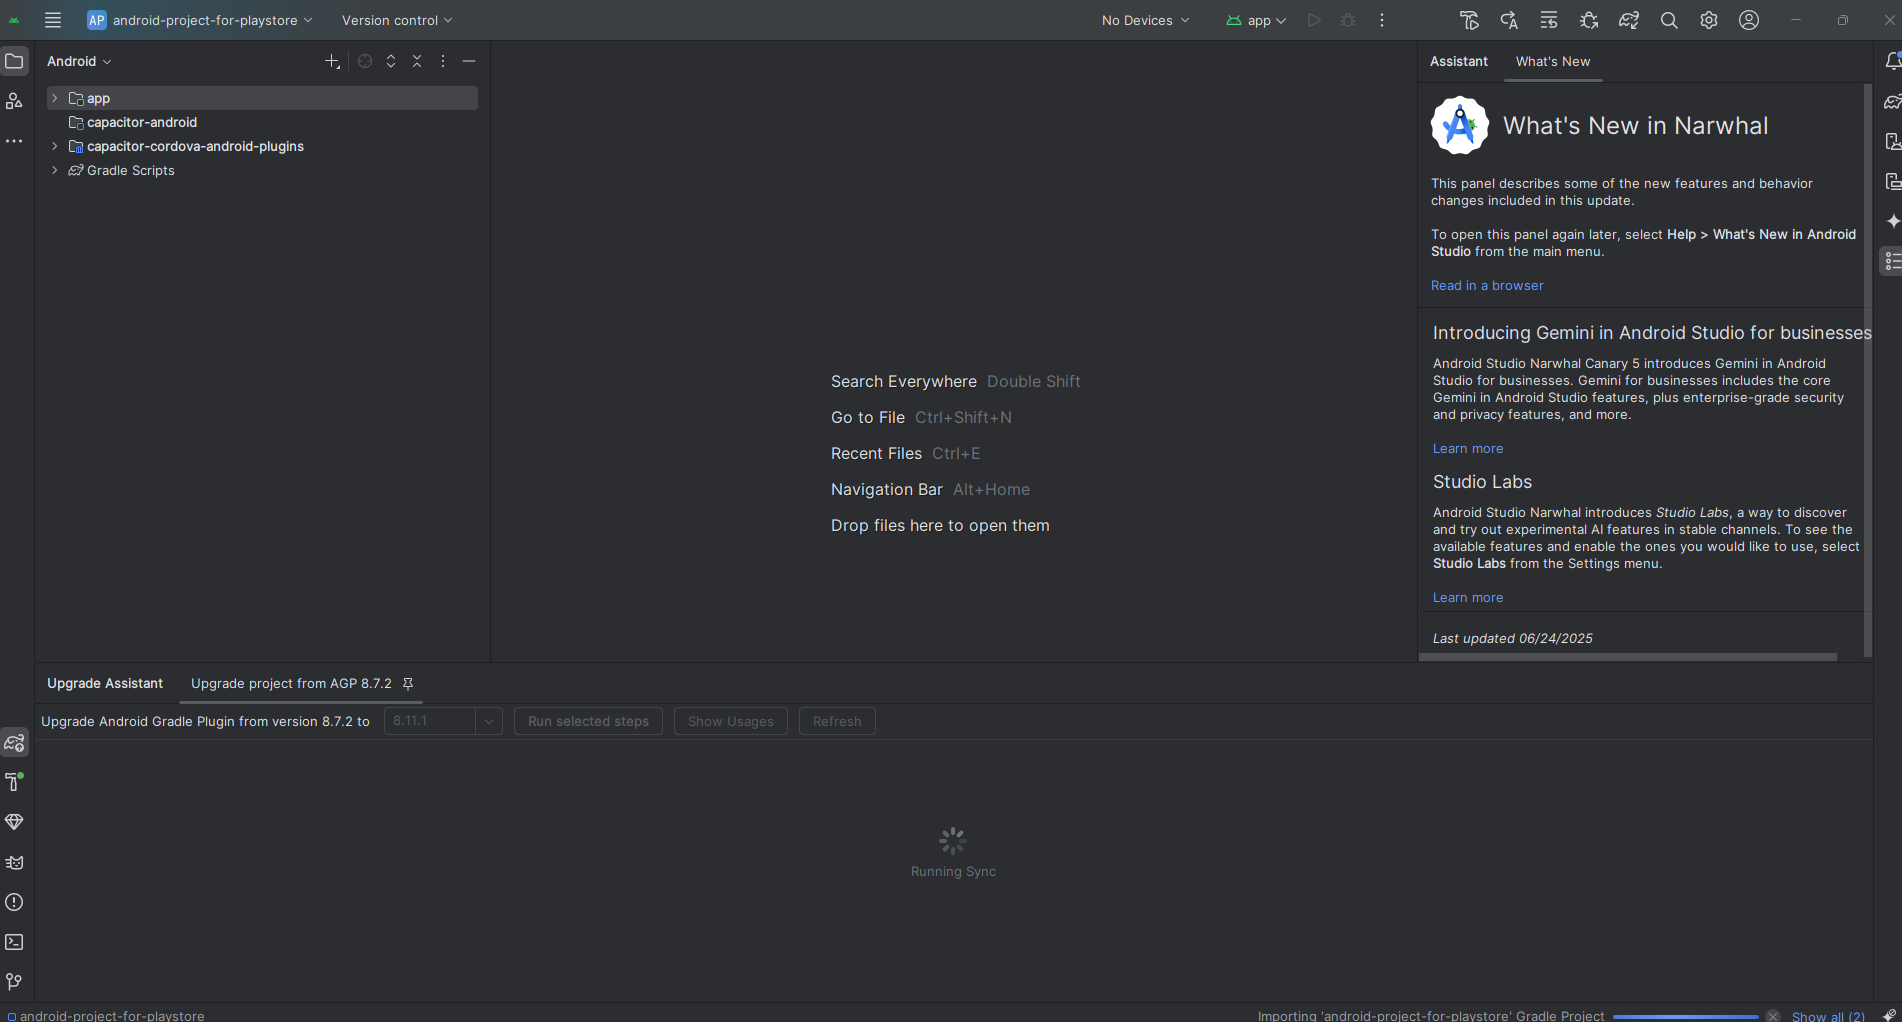 AP android-project-for-playstore Version control No Devices app
Android
app
capacitor-android
capacitor-cordova-android-plugins
Gradle Scripts
Search Everywhere Double Shift
Go to File Ctrl+Shift+N
Recent Files Ctrl+E
Navigation Bar Alt+Home
Drop files here to open them
Assistant What's New
What's New in Narwhal
This panel describes some of the new features and behavior
changes included in this update.
To open this panel again later, select Help > What's New in Android
Studio from the main menu.
Read in a browser
Introducing Gemini in Android Studio for businesses
Android Studio Narwhal Canary 5 introduces Gemini in Android
Studio for businesses. Gemini for businesses includes the core
Gemini in Android Studio features, plus enterprise-grade security
and privacy features, and more.
Learn more
Studio Labs
Android Studio Narwhal introduces Studio Labs, a way to discover
and try out experimental AI features in stable channels. To see the
available features and enable the ones you would like to use, select
Studio Labs from the Settings menu.
Learn more
Last updated 06/24/2025
Upgrade Assistant Upgrade project from AGP 8.7.2
Upgrade Android Gradle Plugin from version 8.7.2 to 8.11.1 Run selected steps Show Usages Refresh
Running Sync
android-project-for-playstore Importing 'android-project-for-playstore' Gradle Project Show all (2)